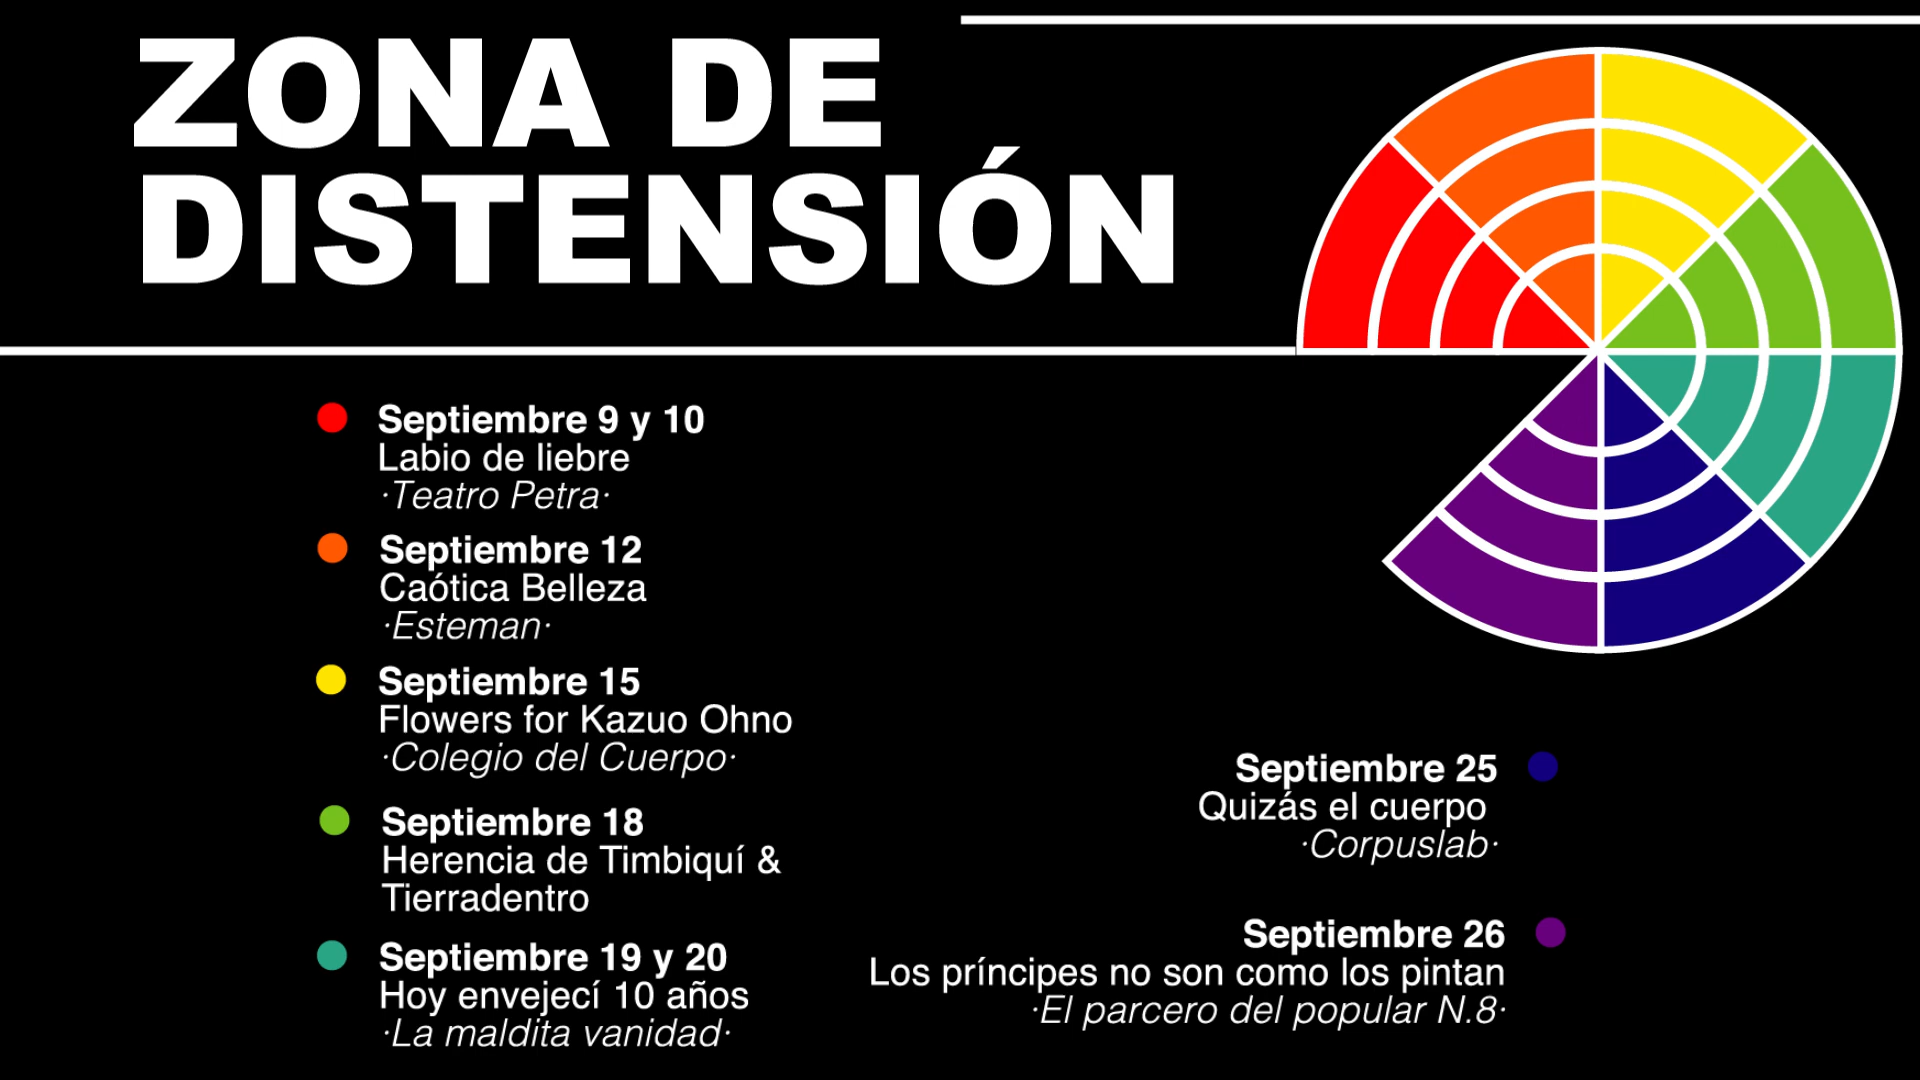 ZONA DE
DISTENSIÓN
Septiembre 9 y 10
Labio de liebre
·Teatro Petra·
Septiembre 12
Caótica Belleza
·Esteman·
Septiembre 15
Flowers for Kazuo Ohno
·Colegio del Cuerpo·
Septiembre 18
Herencia de Timbiquí &
Tierradentro
Septiembre 19 y 20
Hoy envejecí 10 años
·La maldita vanidad·
Septiembre 25
Quizás el cuerpo
·Corpuslab·
Septiembre 26
Los príncipes no son como los pintan
·El parcero del popular N.8·